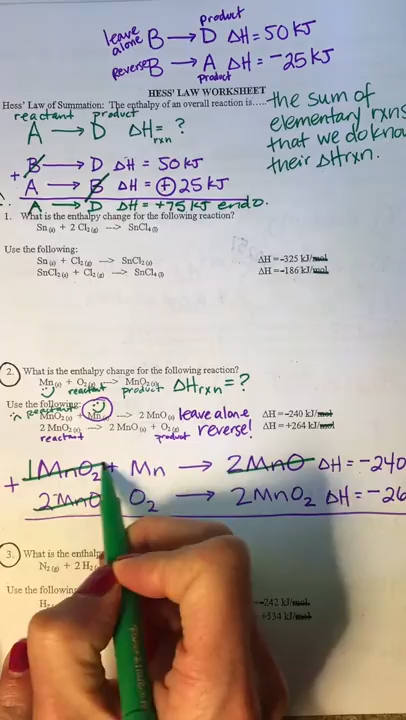 leave alone B → D ΔH = 50 kJ product
reverse B → A ΔH = -25 kJ
product
HESS' LAW WORKSHEET
Hess' Law of Summation: The enthalpy of an overall reaction is..... the sum of elementary rxns that we do know their ΔHrxn.
reactant product
A → D ΔHrxn = ?
+ B → D ΔH = 50 kJ
A → B ΔH = + 25 kJ
∴ A → D ΔH = +75 kJ endo.
1. What is the enthalpy change for the following reaction?
Sn(s) + 2 Cl2(g) --> SnCl4(l)
Use the following:
Sn(s) + Cl2(g) --> SnCl2(s) ΔH = -325 kJ/mol
SnCl2(s) + Cl2(g) --> SnCl4(l) ΔH = -186 kJ/mol
2. What is the enthalpy change for the following reaction?
Mn(s) + O2(g) --> MnO2(s) ΔHrxn = ?
reactant product
Use the following:
reactant
MnO2(s) + Mn --> 2 MnO(s) leave alone ΔH = -240 kJ/mol
2 MnO2(s) --> 2 MnO(s) + O2(g) reverse! ΔH = +264 kJ/mol
reactant product
+ 1MnO2 + Mn → 2MnO ΔH = -240
2MnO O2 → 2MnO2 ΔH = -26
3. What is the enthalp
N2(g) + 2 H2
Use the followin
H2 -242 kJ/mol
+534 kJ/mol